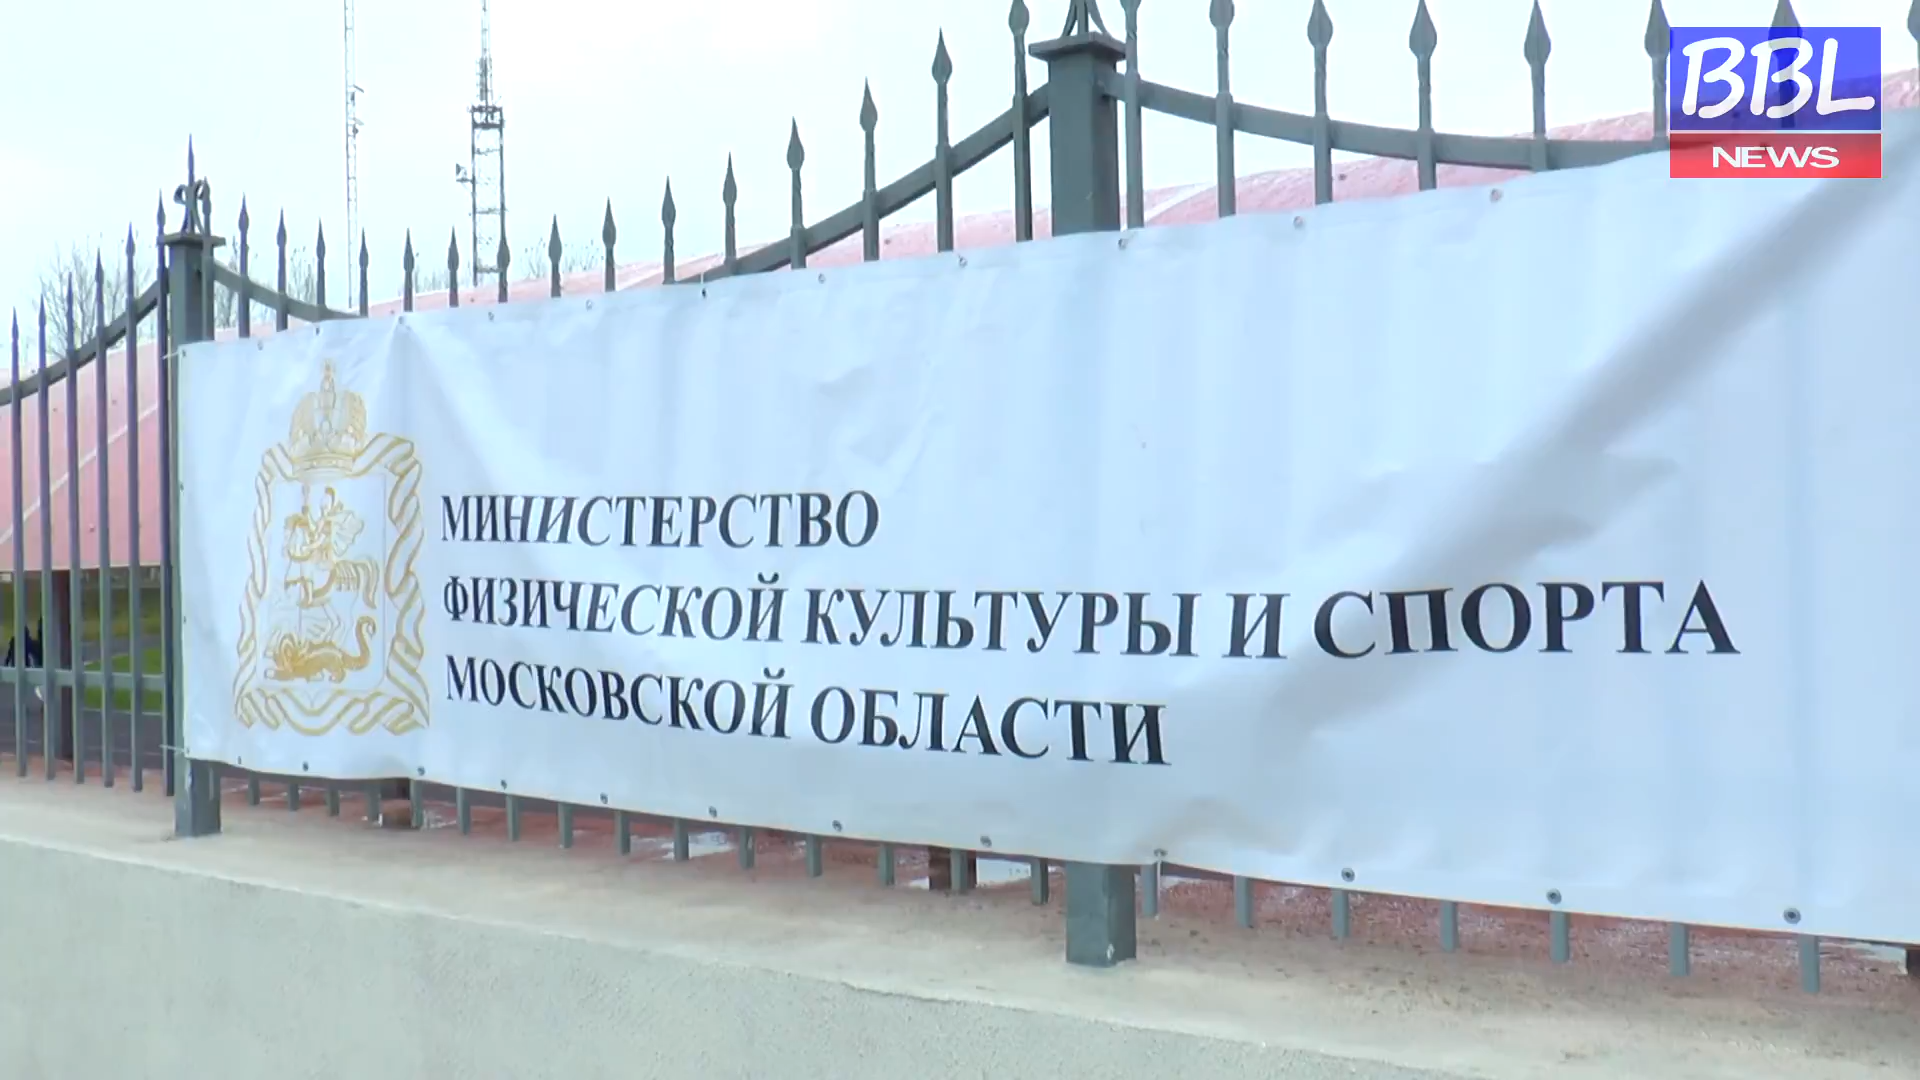 BBL
NEWS
МИНИСТЕРСТВО
ФИЗИЧЕСКОЙ КУЛЬТУРЫ И СПОРТА
МОСКОВСКОЙ ОБЛАСТИ